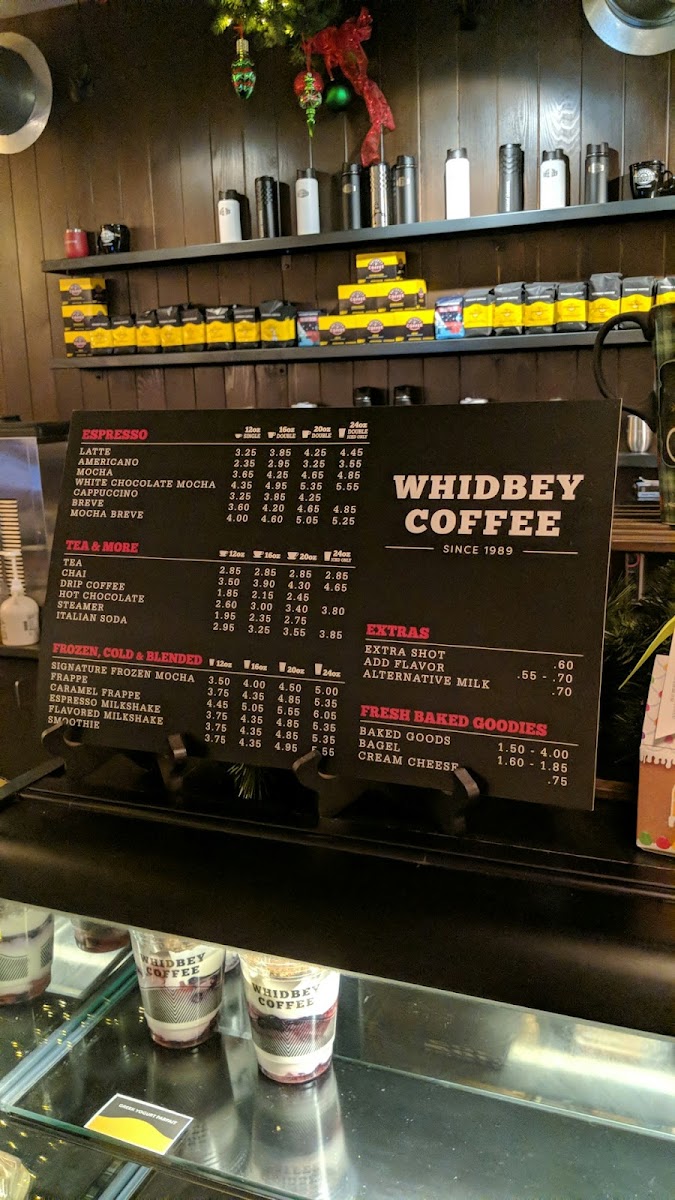 ESPRESSO 12oz SINGLE 16oz DOUBLE 20oz DOUBLE 24oz DOUBLE ICED ONLY
LATTE 3.25 3.85 4.25 4.45
AMERICANO 2.35 2.95 3.25 3.55
MOCHA 3.65 4.25 4.65 4.85
WHITE CHOCOLATE MOCHA 4.35 4.95 5.35 5.55
CAPPUCCINO 3.25 3.85 4.25
BREVE 3.60 4.20 4.65 4.85
MOCHA BREVE 4.00 4.60 5.05 5.25
TEA & MORE 12oz 16oz 20oz 24oz ICED ONLY
TEA 2.85 2.85 2.85 2.85
CHAI 3.50 3.90 4.30 4.65
DRIP COFFEE 1.85 2.15 2.45
HOT CHOCOLATE 2.60 3.00 3.40 3.80
STEAMER 1.95 2.35 2.75
ITALIAN SODA 2.95 3.25 3.55 3.85
FROZEN, COLD & BLENDED 12oz 16oz 20oz 24oz
SIGNATURE FROZEN MOCHA 3.50 4.00 4.50 5.00
FRAPPE 3.75 4.35 4.85 5.35
CARAMEL FRAPPE 4.45 5.05 5.55 6.05
ESPRESSO MILKSHAKE 3.75 4.35 4.85 5.35
FLAVORED MILKSHAKE 3.75 4.35 4.85 5.35
SMOOTHIE 3.75 4.35 4.95 5.55
WHIDBEY
COFFEE
SINCE 1989
EXTRAS
EXTRA SHOT .60
ADD FLAVOR .55 - .70
ALTERNATIVE MILK .70
FRESH BAKED GOODIES
BAKED GOODS 1.50 - 4.00
BAGEL 1.60 - 1.85
CREAM CHEESE .75
WHIDBEY
COFFEE
WHIDBEY
COFFEE
GREEK YOGURT PARFAIT